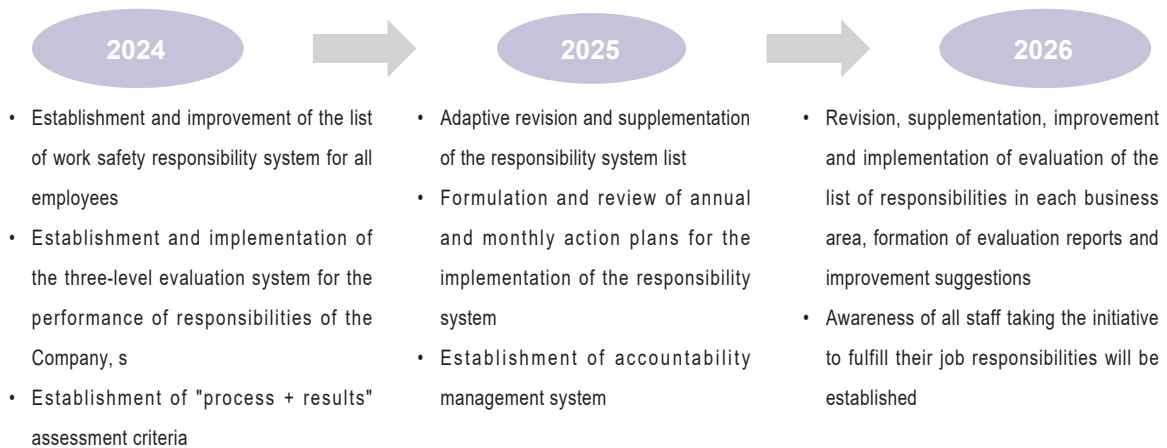 2024
• Establishment and improvement of the list
of work safety responsibility system for all
employees
• Establishment and implementation of
the three-level evaluation system for the
performance of responsibilities of the
Company, s
• Establishment of "process + results"
assessment criteria
2025
• Adaptive revision and supplementation
of the responsibility system list
• Formulation and review of annual
and monthly action plans for the
implementation of the responsibility
system
• Establishment of accountability
management system
2026
• Revision, supplementation, improvement
and implementation of evaluation of the
list of responsibilities in each business
area, formation of evaluation reports and
improvement suggestions
• Awareness of all staff taking the initiative
to fulfill their job responsibilities will be
established